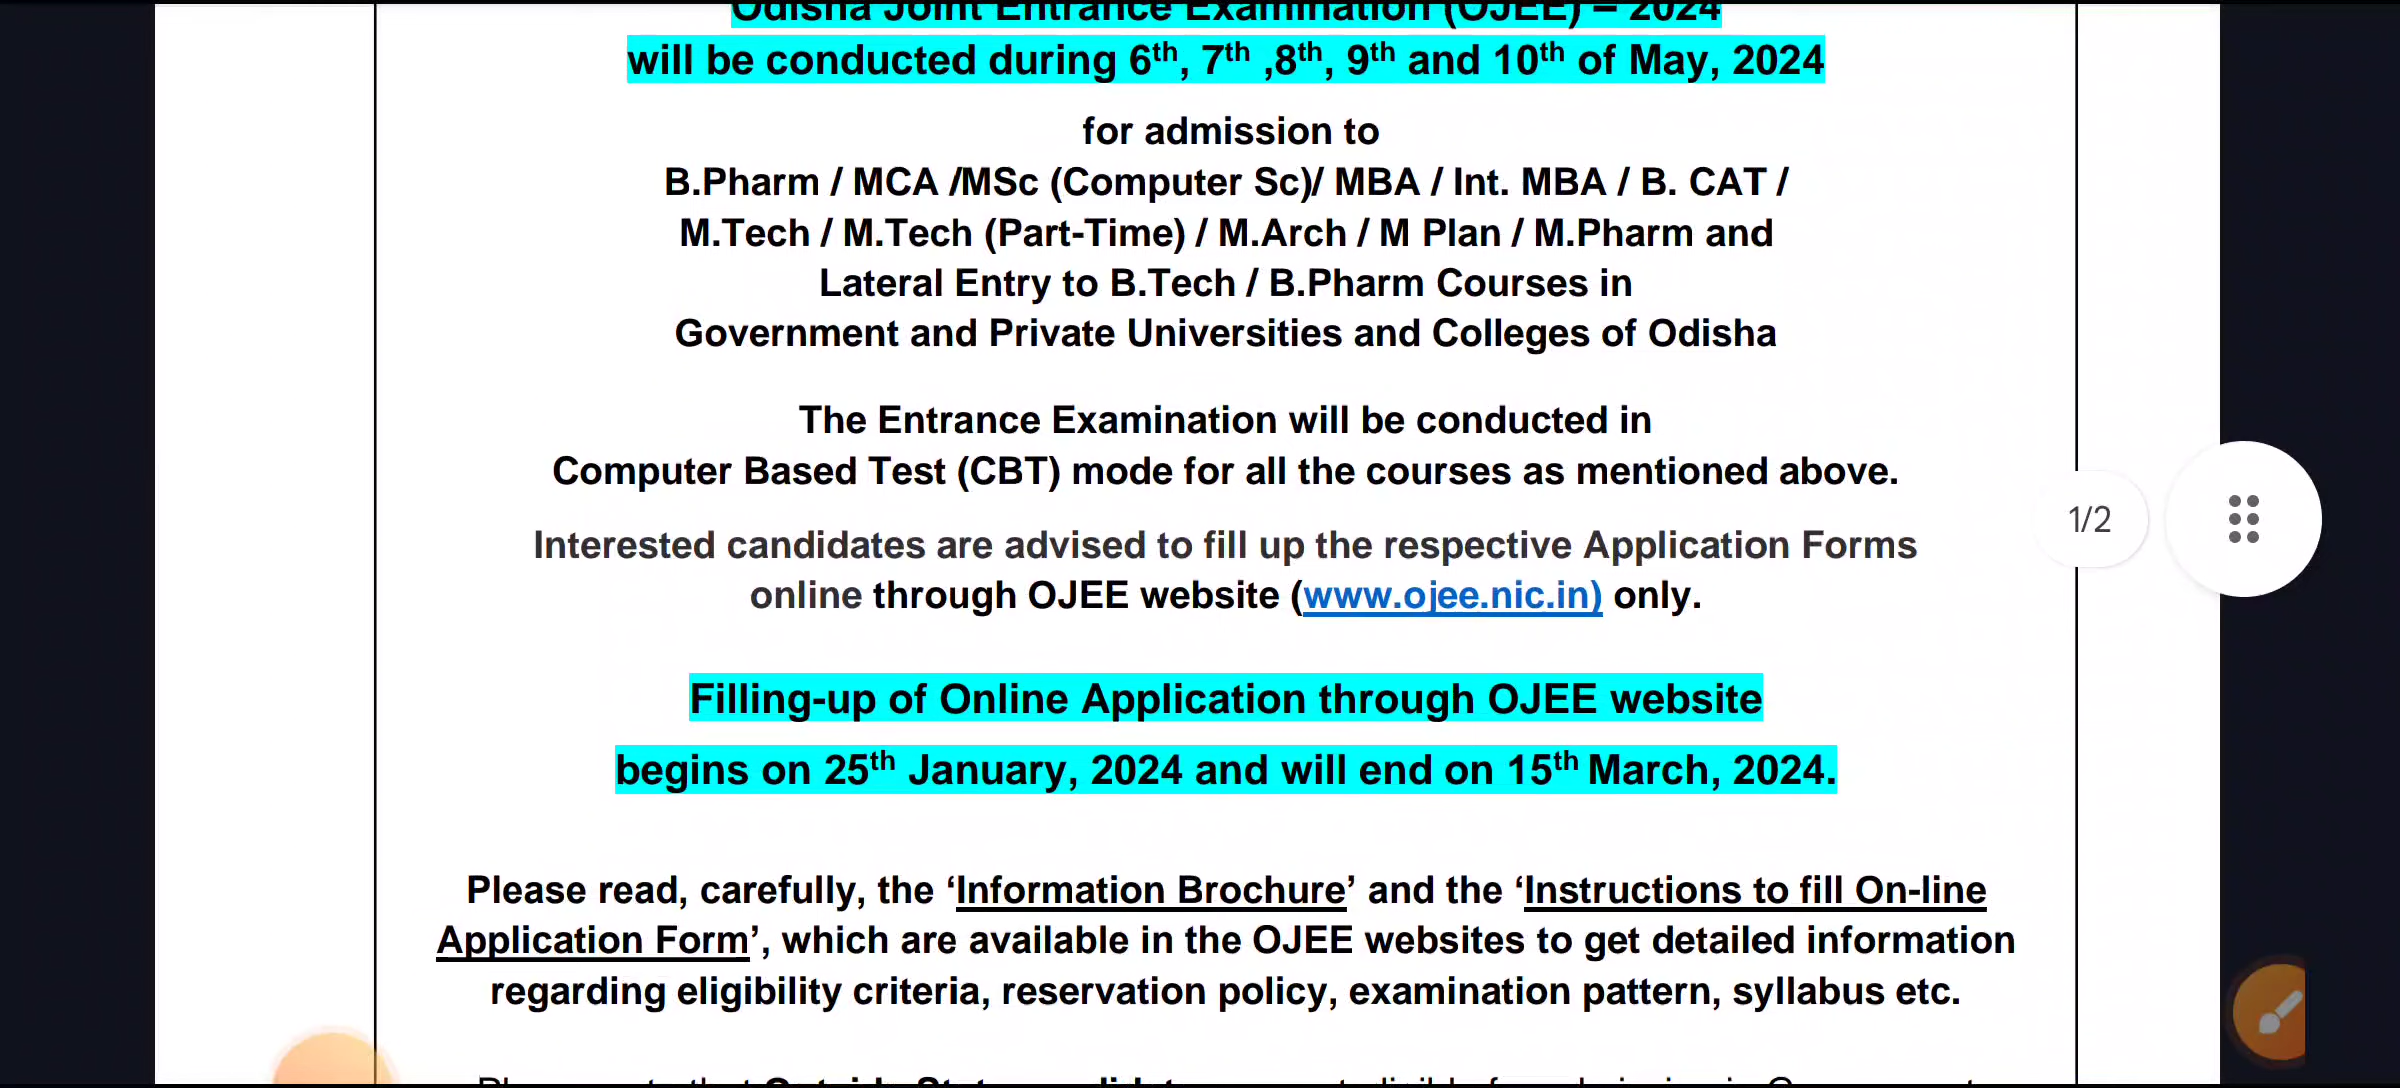 Odisha Joint Entrance Examination (OJEE) – 2024
will be conducted during 6th, 7th ,8th, 9th and 10th of May, 2024
for admission to
B.Pharm / MCA /MSc (Computer Sc)/ MBA / Int. MBA / B. CAT /
M.Tech / M.Tech (Part-Time) / M.Arch / M Plan / M.Pharm and
Lateral Entry to B.Tech / B.Pharm Courses in
Government and Private Universities and Colleges of Odisha
The Entrance Examination will be conducted in
Computer Based Test (CBT) mode for all the courses as mentioned above.
1/2
Interested candidates are advised to fill up the respective Application Forms
online through OJEE website (www.ojee.nic.in) only.
Filling-up of Online Application through OJEE website
begins on 25th January, 2024 and will end on 15th March, 2024.
Please read, carefully, the ‘Information Brochure’ and the ‘Instructions to fill On-line
Application Form’, which are available in the OJEE websites to get detailed information
regarding eligibility criteria, reservation policy, examination pattern, syllabus etc.